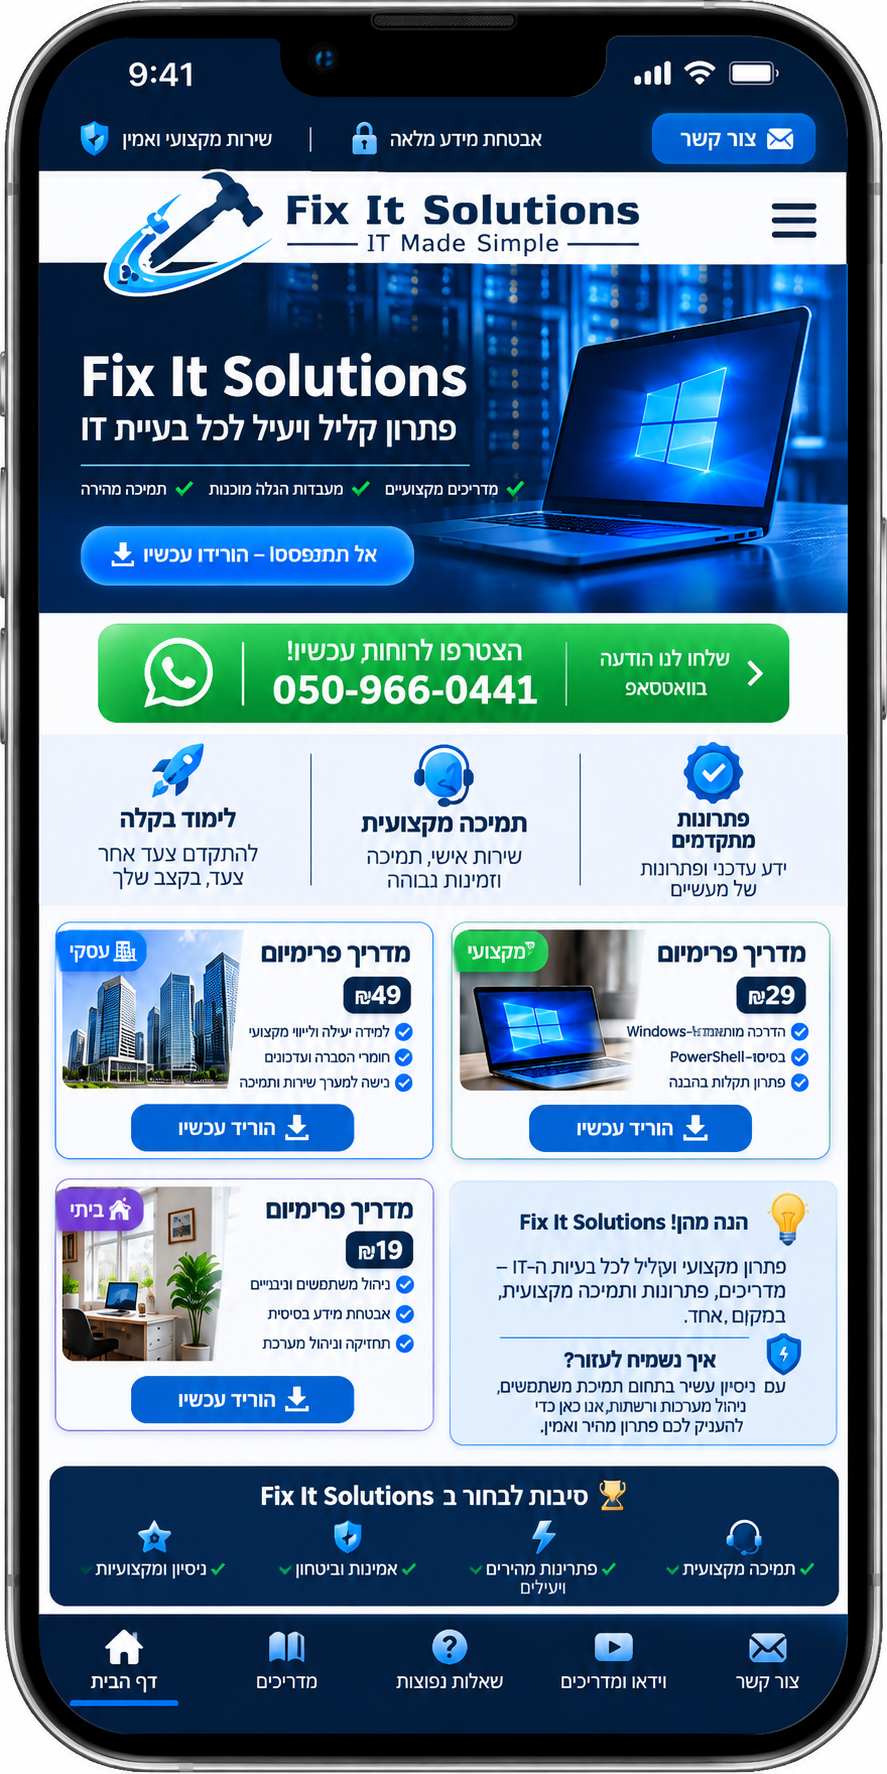 9:41
צור קשר
אבטחת מידע מלאה
שירות מקצועי ואמין
Fix It Solutions
IT Made Simple
Fix It Solutions
פתרון קליל ויעיל לכל בעיית IT
מדריכים מקצועיים
מעבדות הגלה מוכנות
תמיכה מהירה
אל – הורידו עכשיו
הצטרפו לרוחות עכשיו!
050-966-0441
שלחו לנו הודעה
בוואטסאפ
פתרונות
מתקדמים
ידע עדכני ופתרונות
של מעשיים
תמיכה מקצועית
שירות אישי, תמיכה
וזמינות גבוהה
לימוד בקלה
להתקדם צעד אחר
צעד, בקצב שלך
מקצועי
מדריך פרימיום
₪29
הדרכה Windows
בסיסו-PowerShell
פתרון תקלות בהבנה
הוריד עכשיו
עסקי
מדריך פרימיום
₪49
למידה יעילה ולייווי מקצועי
חומרי הסברה ועדכונים
נישה למערך שירות ותמיכה
הוריד עכשיו
הנה מהן! Fix It Solutions
פתרון מקצועי וקליל לכל בעיות ה-IT –
מדריכים, פתרונות ותמיכה מקצועית,
במקום אחד.
איך נשמיח לעזור?
עם ניסיון עשיר בתחום תמיכת משתמשים,
ניהול מערכות ורשתות, אנו כאן כדי
להעניק לכם פתרון מהיר ואמין.
ביתי
מדריך פרימיום
₪19
ניהול משתמשים
אבטחת מידע בסיסית
תחזיקה וניהול מערכת
הוריד עכשיו
סיבות לבחור ב Fix It Solutions
תמיכה מקצועית
פתרינות מהירים
ויעילים
אמינות וביטחון
ניסיון ומקצועיות
צור קשר
וידאו ומדריכים
שאלות נפוצות
מדריכים
דף הבית